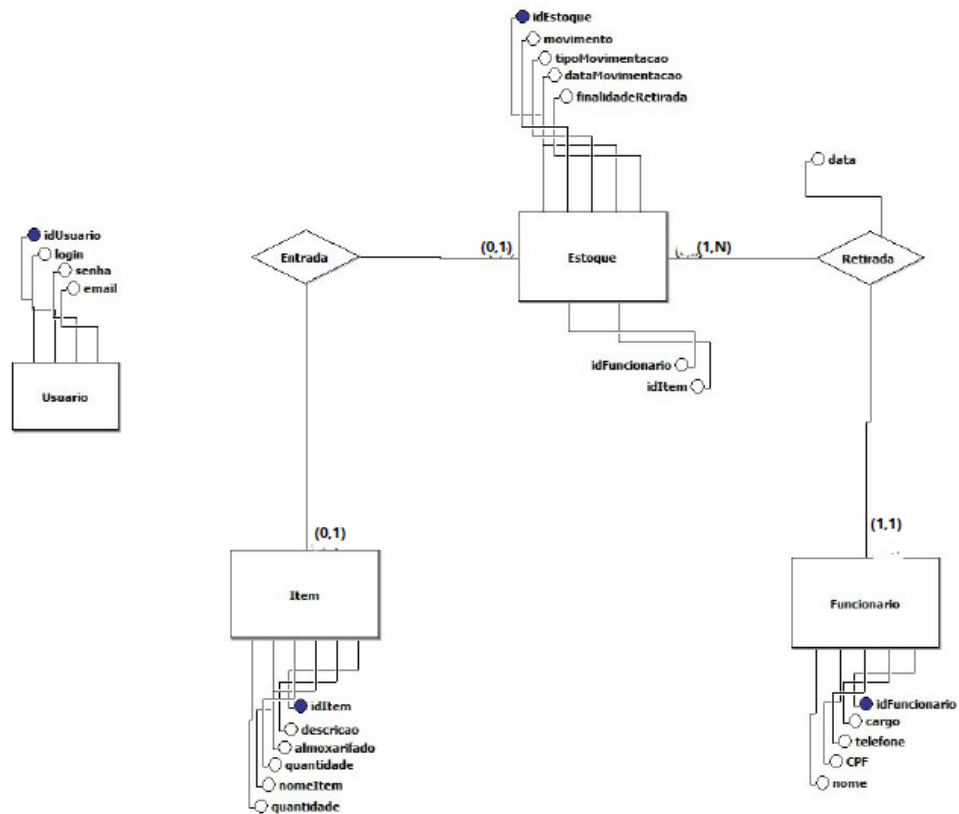 idEstoque
movimento
tipoMovimentacao
dataMovimentacao
finalidadeRetirada
data
idUsuario
login
senha
email
Usuario
Entrada
(0,1)
Estoque
(1,N)
Retirada
idFuncionario
idItem
(0,1)
Item
(1,1)
Funcionario
idItem
descricao
almoxarifado
quantidade
nomeItem
quantidade
idFuncionario
cargo
telefone
CPF
nome